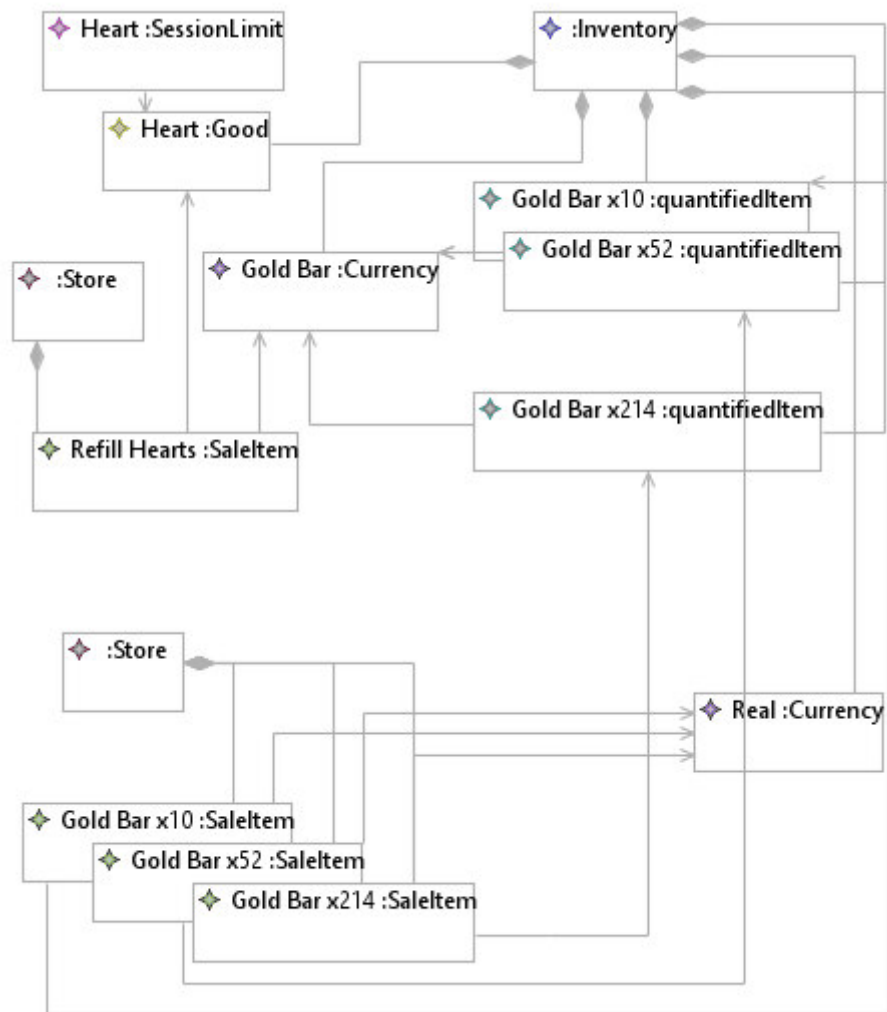 Heart :SessionLimit
:Inventory
Heart :Good
Gold Bar x10 :quantifiedItem
Gold Bar x52 :quantifiedItem
Gold Bar :Currency
:Store
Gold Bar x214 :quantifiedItem
Refill Hearts :SaleItem
:Store
Real :Currency
Gold Bar x10 :SaleItem
Gold Bar x52 :SaleItem
Gold Bar x214 :SaleItem